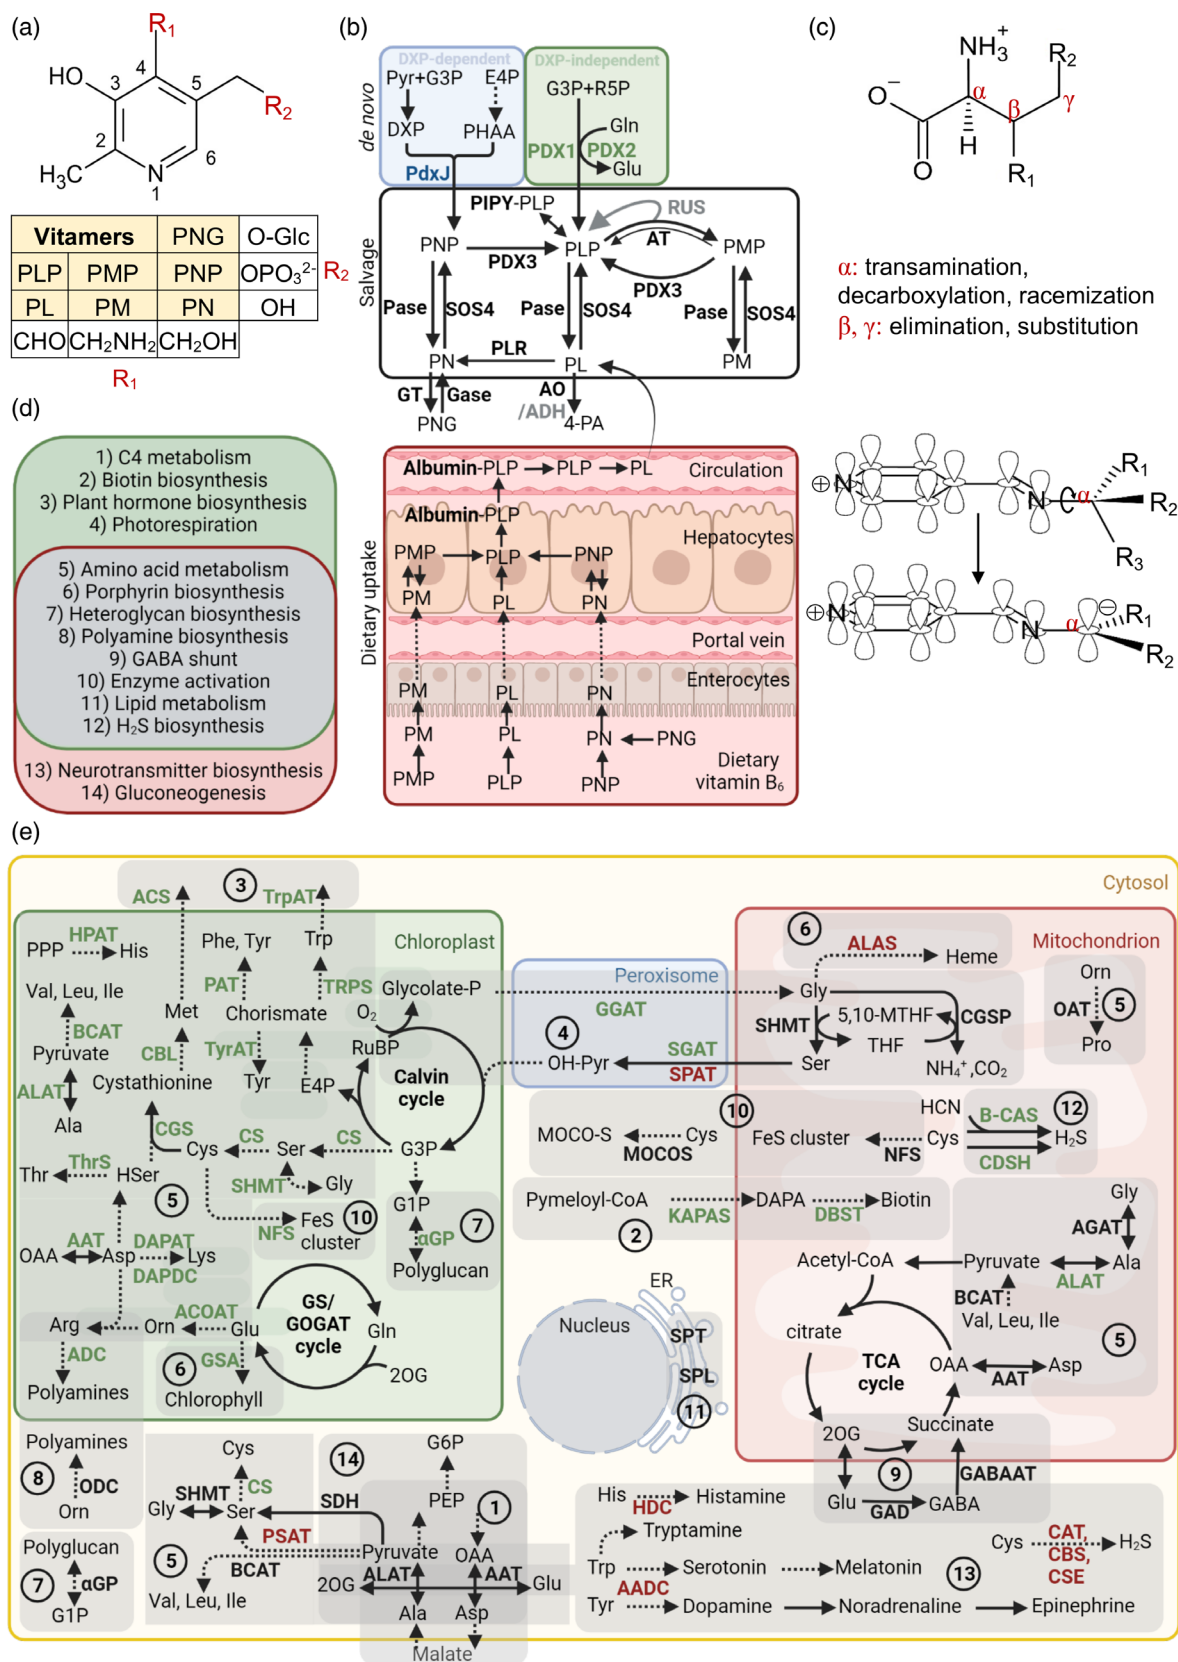 (a)
R1
HO
3
4
5
R2
2
6
H3C
N
1
Vitamers PNG O-Glc
PLP PMP PNP OPO3 2- R2
PL PM PN OH
CHO CH2NH2 CH2OH
R1
(b)
DXP-dependent DXP-independent
de novo
Pyr+G3P E4P
G3P+R5P
DXP PHAA
Gln
PDX1 PDX2
Glu
PdxJ
Salvage
PIPY-PLP RUS
PNP PLP AT PMP
PDX3 PDX3
Pase SOS4 Pase SOS4 Pase SOS4
PLR
PN PL PM
GT Gase AO
/ADH
PNG 4-PA
Dietary uptake
Albumin-PLP PLP PL Circulation
Albumin-PLP
Hepatocytes
PMP PLP PNP
PM PL PN
Portal vein
Enterocytes
PM PL PN
PM PL PN PNG
Dietary
vitamin B6
PMP PLP PNP
(c)
NH3+
R2
O−
α
β
γ
H
O
R1
α: transamination,
decarboxylation, racemization
β, γ: elimination, substitution
R1
⊕ N N α R2
R3
⊖
⊕ N N α R1
R2
(d)
1) C4 metabolism
2) Biotin biosynthesis
3) Plant hormone biosynthesis
4) Photorespiration
5) Amino acid metabolism
6) Porphyrin biosynthesis
7) Heteroglycan biosynthesis
8) Polyamine biosynthesis
9) GABA shunt
10) Enzyme activation
11) Lipid metabolism
12) H2S biosynthesis
13) Neurotransmitter biosynthesis
14) Gluconeogenesis
(e)
Cytosol
ACS 3 TrpAT
Chloroplast
HPAT
PPP His
Phe, Tyr Trp
Val, Leu, Ile
PAT TRPS
Met Chorismate
BCAT
Pyruvate CBL TyrAT
Cystathionine Tyr E4P
ALAT
Ala
Glycolate-P
O2
RuBP
Calvin
cycle
CGS Cys CS Ser CS G3P
Thr ThrS HSer
SHMT Gly
5
NFS FeS
cluster
10
G1P
αGP 7
Polyglucan
OAA AAT Asp DAPAT Lys
DAPDC
GS/
GOGAT
cycle
Gln
2OG
Arg Orn ACOAT Glu
ADC 6 GSA
Polyamines Chlorophyll
Peroxisome
GGAT
4 OH-Pyr
SGAT
SPAT
Mitochondrion
6 ALAS Heme
Gly
SHMT 5,10-MTHF CGSP
THF
Ser NH4+,CO2
Orn
OAT 5
Pro
10
MOCO-S Cys
MOCOS
FeS cluster Cys
NFS
HCN
B-CAS 12
H2S
CDSH
Pymeloyl-CoA DAPA Biotin
KAPAS DBST
2
Gly
AGAT
Acetyl-CoA Pyruvate Ala
ALAT
BCAT
Val, Leu, Ile
5
citrate
TCA
cycle
OAA Asp
AAT
2OG Succinate
9 GABAAT
Glu GABA
GAD
ER
Nucleus
SPT
SPL
11
Polyamines
8 ODC
Orn
Polyglucan
7 αGP
G1P
Cys
SHMT CS
Gly Ser SDH
PSAT
5 BCAT
Val, Leu, Ile
14 G6P
PEP 1
Pyruvate OAA
ALAT AAT
2OG Glu
Ala Asp
Malate
His Histamine
HDC
Tryptamine
Trp Serotonin Melatonin
AADC
Tyr Dopamine Noradrenaline Epinephrine
13
Cys CAT, H2S
CBS,
CSE